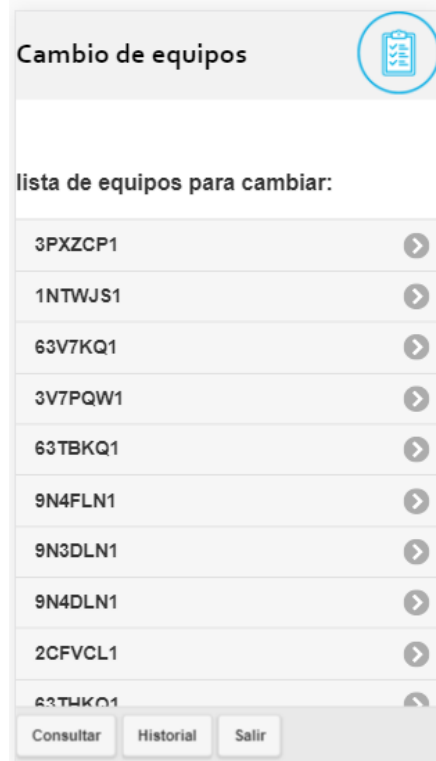 Cambio de equipos
lista de equipos para cambiar:
3PXZCP1
1NTWJS1
63V7KQ1
3V7PQW1
63TBKQ1
9N4FLN1
9N3DLN1
9N4DLN1
2CFVCL1
63THKQ1
Consultar Historial Salir